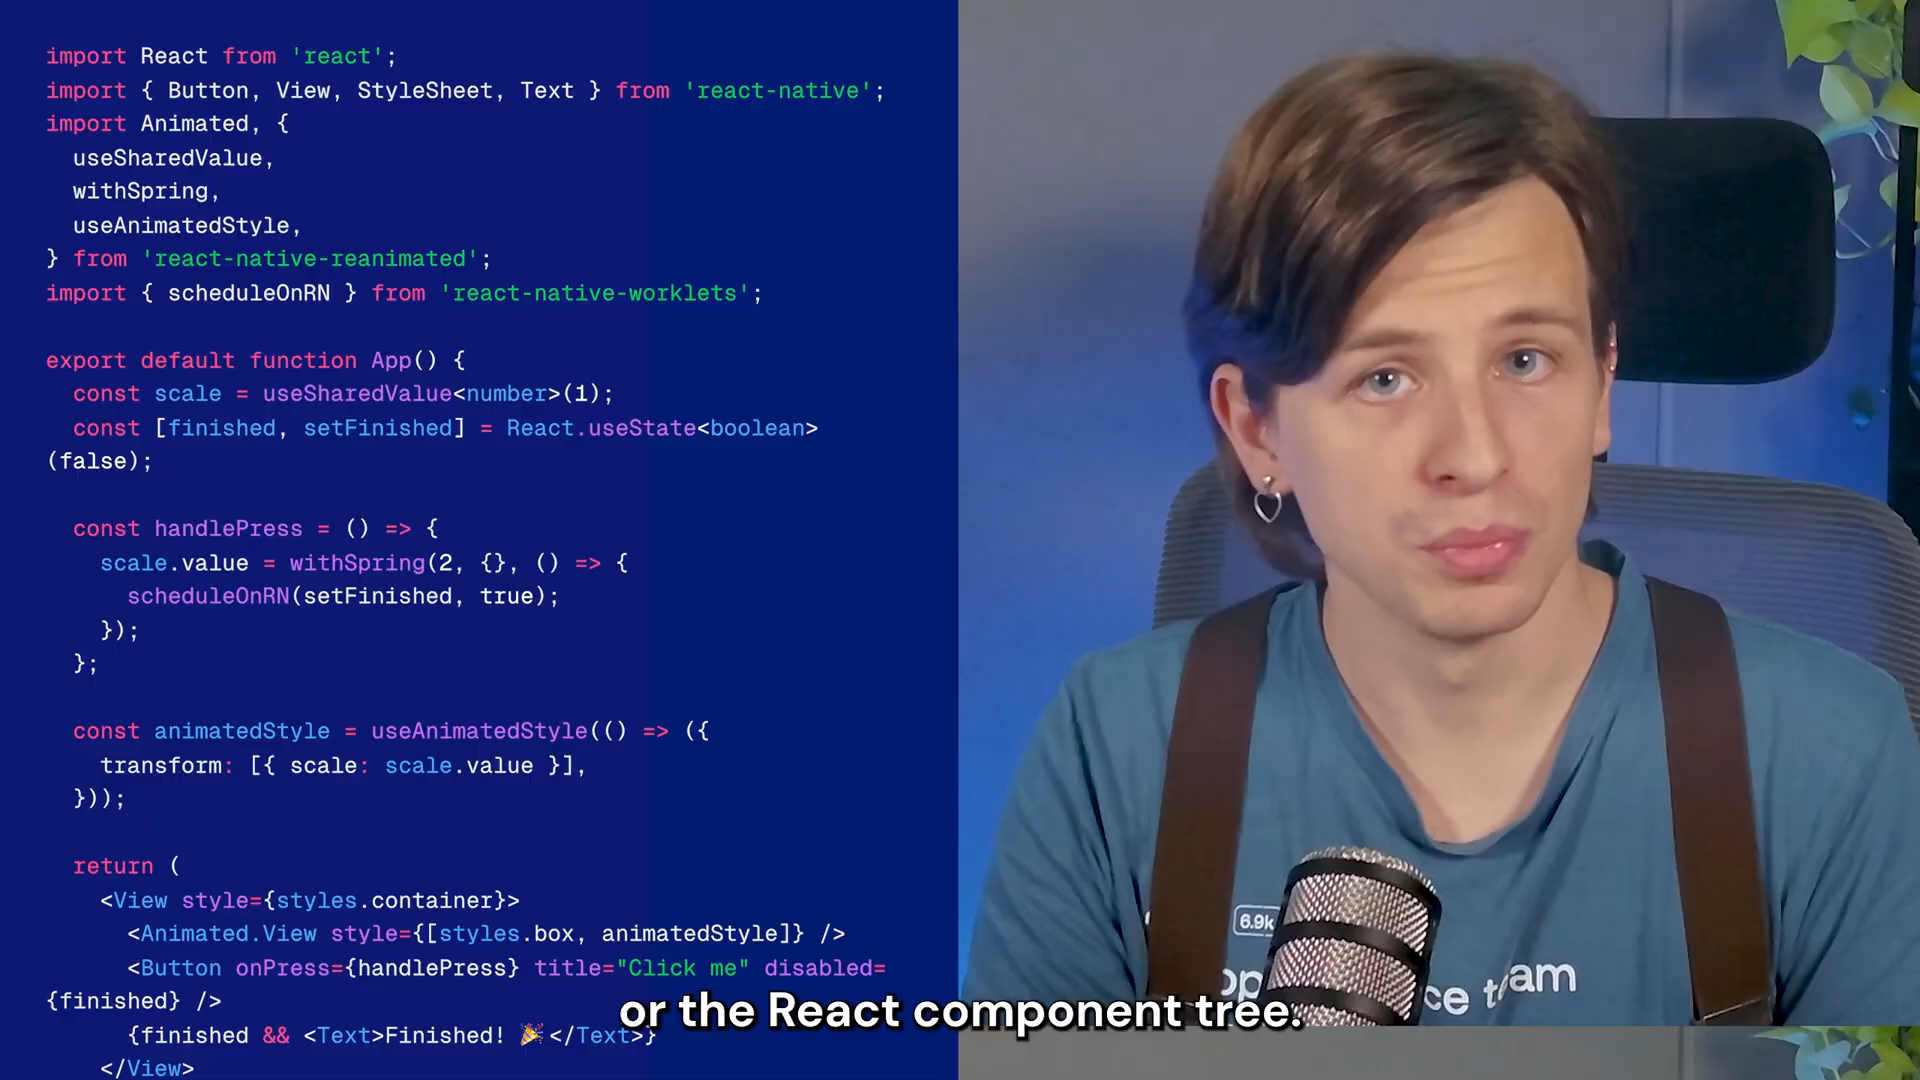 import React from 'react';
import { Button, View, StyleSheet, Text } from 'react-native';
import Animated, {
  useSharedValue,
  withSpring,
  useAnimatedStyle,
} from 'react-native-reanimated';
import { scheduleOnRN } from 'react-native-worklets';

export default function App() {
  const scale = useSharedValue<number>(1);
  const [finished, setFinished] = React.useState<boolean>
(false);

  const handlePress = () => {
    scale.value = withSpring(2, {}, () => {
      scheduleOnRN(setFinished, true);
    });
  };

  const animatedStyle = useAnimatedStyle(() => ({
    transform: [{ scale: scale.value }],
    }));

  return (
    <View style={styles.container}>
      <Animated.View style={[styles.box, animatedStyle]} />
      <Button onPress={handlePress} title="Click me" disabled=
{finished} />
      {finished && <Text>Finished! 🎉</Text>}
    </View>
6.9k
team
or the React component tree.